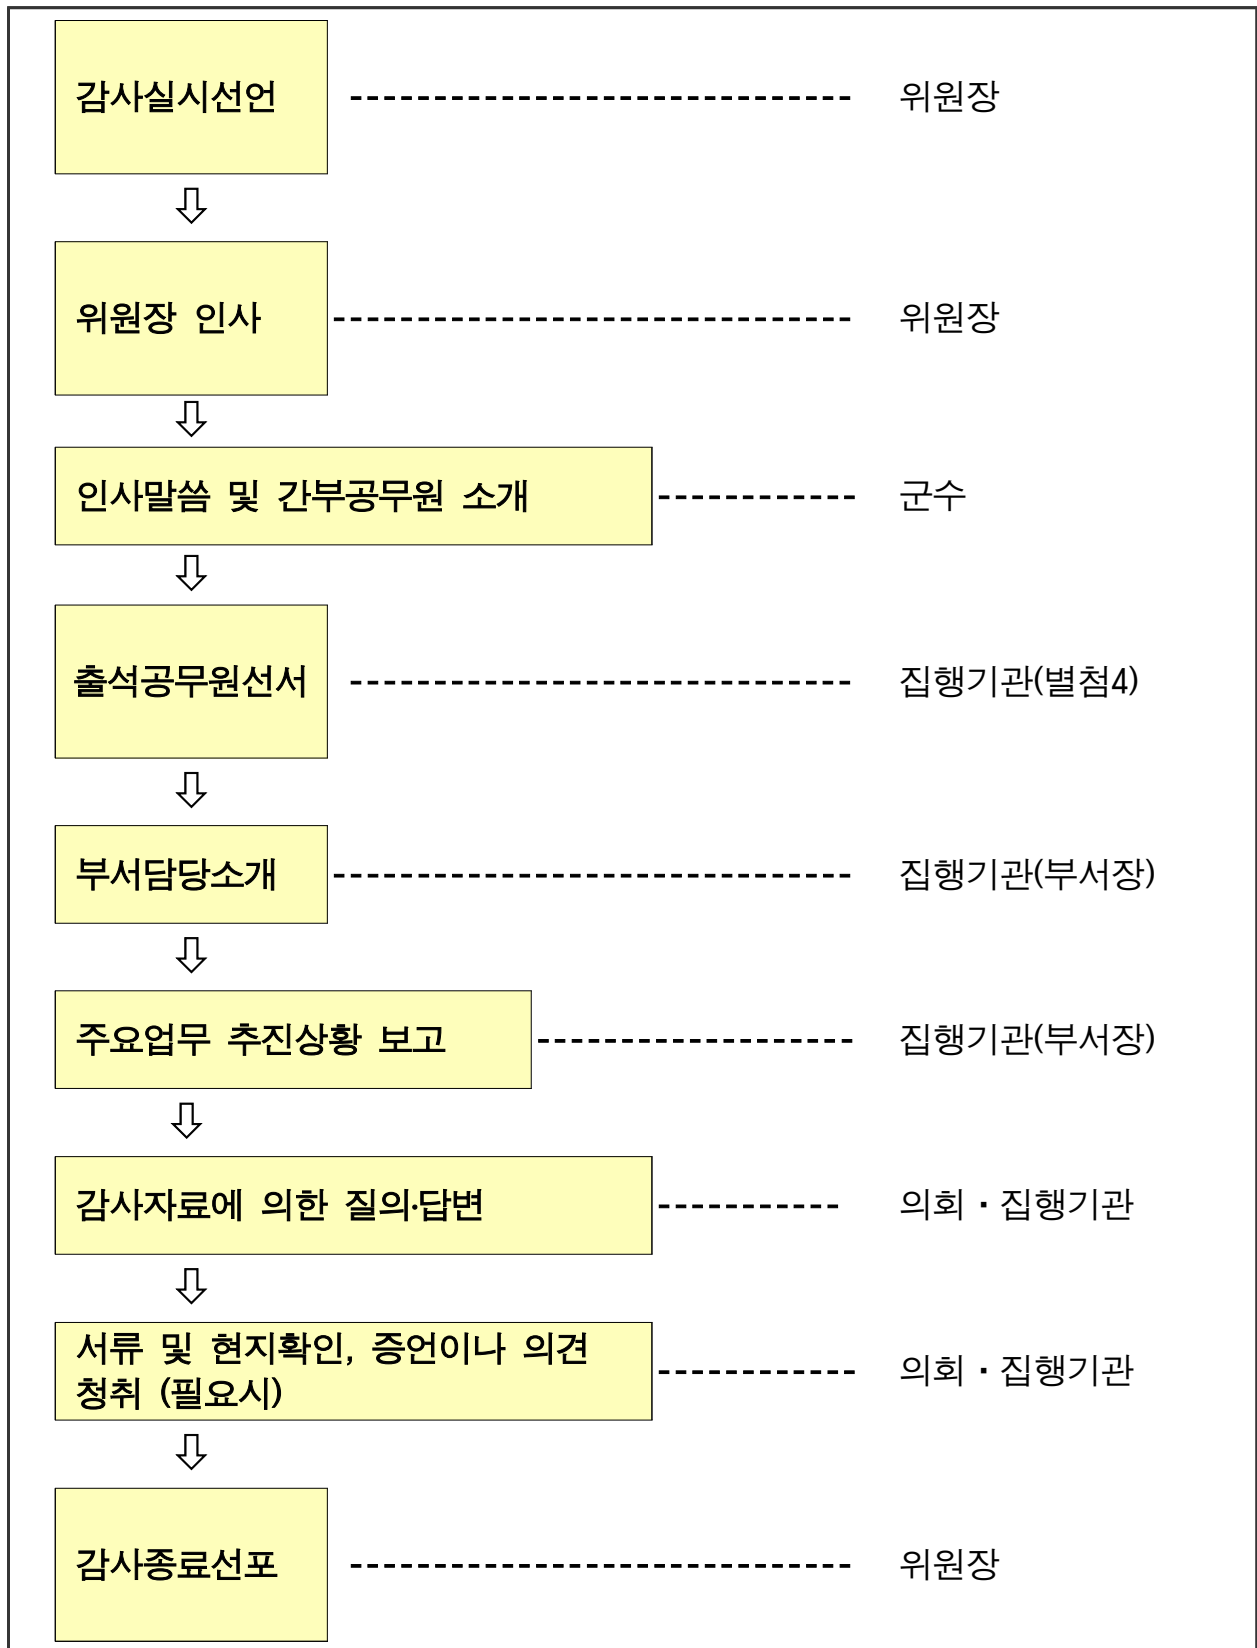 감사실시선언 ------------------------------ 위원장
⇩
위원장 인사 ------------------------------- 위원장
⇩
인사말씀 및 간부공무원 소개 ------------ 군수
⇩
출석공무원선서 ------------------------------ 집행기관(별첨4)
⇩
부서담당소개 ------------------------------- 집행기관(부서장)
⇩
주요업무 추진상황 보고 ------------------- 집행기관(부서장)
⇩
감사자료에 의한 질의·답변 ----------- 의회 · 집행기관
⇩
서류 및 현지확인, 증언이나 의견
청취 (필요시) ------------ 의회 · 집행기관
⇩
감사종료선포 ------------------------------ 위원장